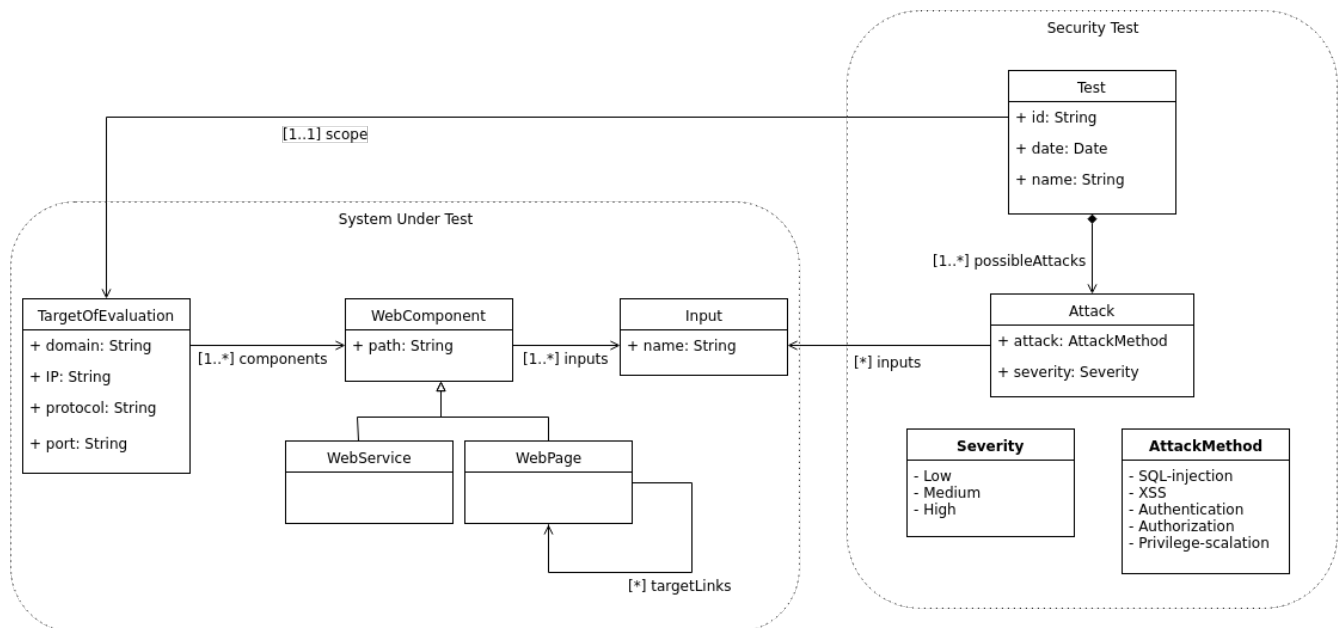 Security Test
Test
+ id: String
+ date: Date
+ name: String
[1..1] scope
System Under Test
[1..*] possibleAttacks
TargetOfEvaluation
+ domain: String
+ IP: String
+ protocol: String
+ port: String
[1..*] components
WebComponent
+ path: String
[1..*] inputs
Input
+ name: String
[*] inputs
Attack
+ attack: AttackMethod
+ severity: Severity
WebService
WebPage
[*] targetLinks
Severity
- Low
- Medium
- High
AttackMethod
- SQL-injection
- XSS
- Authentication
- Authorization
- Privilege-scalation